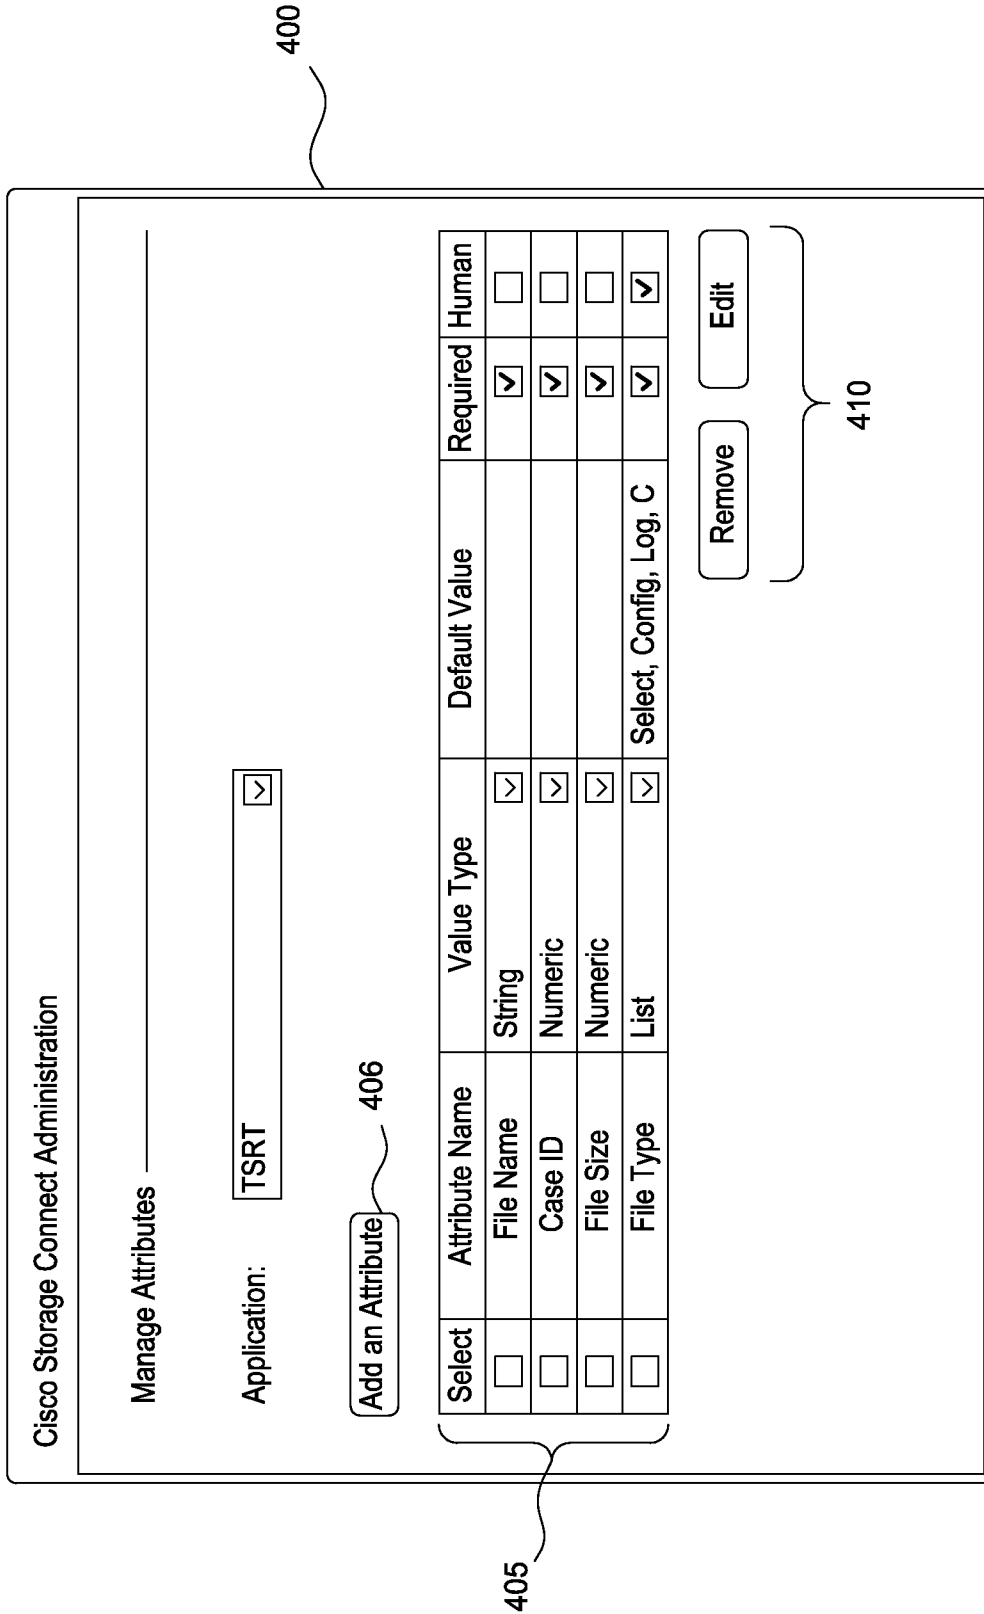 Cisco Storage Connect Administration
400
Manage Attributes
Application: TSRT
Add an Attribute 406
Select Attribute Name Value Type Default Value Required Human
File Name String
Case ID Numeric
File Size Numeric
File Type List Select, Config, Log, C
405
Remove Edit
410